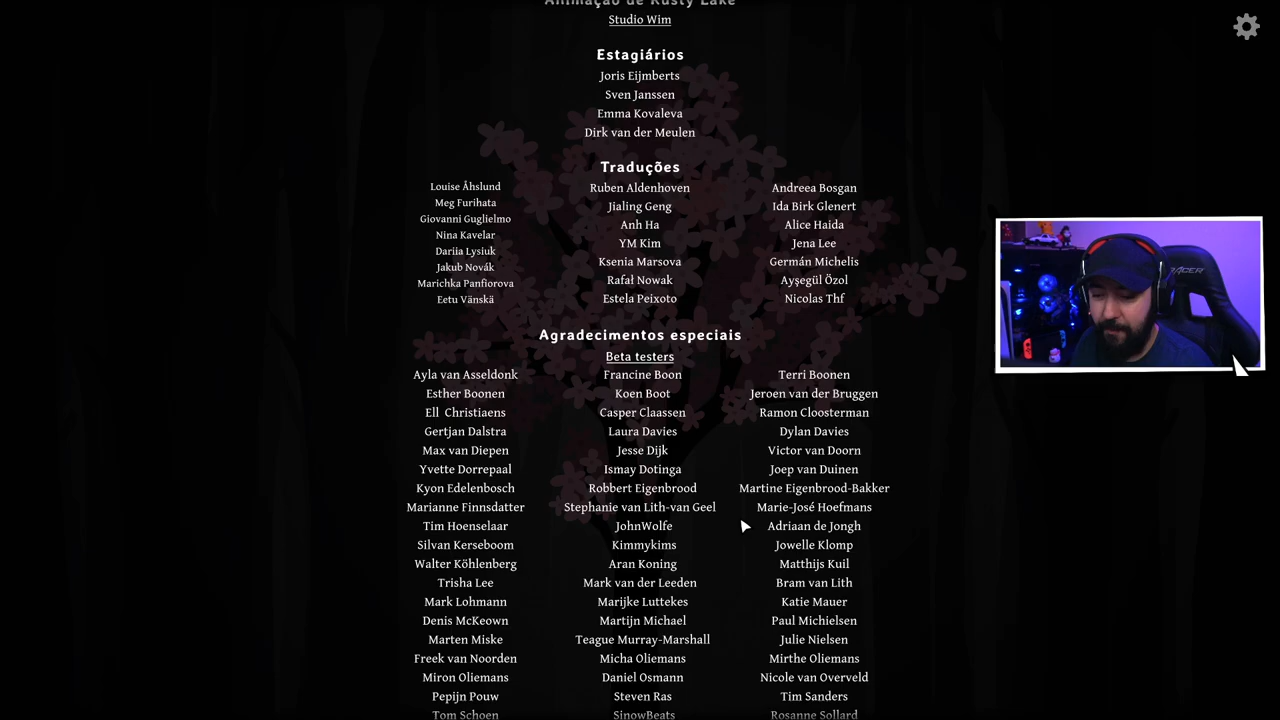 Animação de Rusty Lake
Studio Wim
Estagiários
Joris Eijmberts
Sven Janssen
Emma Kovaleva
Dirk van der Meulen
Traduções
Louise Åhslund
Meg Furihata
Giovanni Guglielmo
Nina Kavelar
Dariia Lysiuk
Jakub Novák
Marichka Panfiorova
Eetu Vänskä
Ruben Aldenhoven
Jialing Geng
Anh Ha
YM Kim
Ksenia Marsova
Rafał Nowak
Estela Peixoto
Andreea Bosgan
Ida Birk Glenert
Alice Haida
Jena Lee
Germán Michelis
Ayşegül Özol
Nicolas Thf
Agradecimentos especiais
Beta testers
Ayla van Asseldonk
Esther Boonen
Ell Christiaens
Gertjan Dalstra
Max van Diepen
Yvette Dorrepaal
Kyon Edelenbosch
Marianne Finnsdatter
Tim Hoenselaar
Silvan Kerseboom
Walter Köhlenberg
Trisha Lee
Mark Lohmann
Denis McKeown
Marten Miske
Freek van Noorden
Miron Oliemans
Pepijn Pouw
Tom Schoen
Francine Boon
Koen Boot
Casper Claassen
Laura Davies
Jesse Dijk
Ismay Dotinga
Robbert Eigenbrood
Stephanie van Lith-van Geel
JohnWolfe
Kimmykims
Aran Koning
Mark van der Leeden
Marijke Luttekes
Martijn Michael
Teague Murray-Marshall
Micha Oliemans
Daniel Osmann
Steven Ras
SinowBeats
Terri Boonen
Jeroen van der Bruggen
Ramon Cloosterman
Dylan Davies
Victor van Doorn
Joep van Duinen
Martine Eigenbrood-Bakker
Marie-José Hoefmans
Adriaan de Jongh
Jowelle Klomp
Matthijs Kuil
Bram van Lith
Katie Mauer
Paul Michielsen
Julie Nielsen
Mirthe Oliemans
Nicole van Overveld
Tim Sanders
Rosanne Sollard